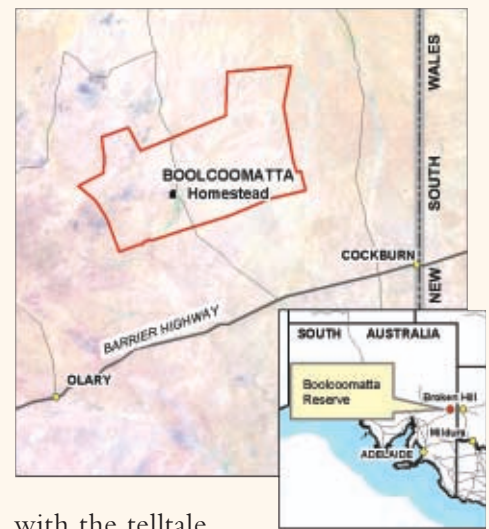 NEW SOUTH WALES
BOOLCOOMATTA
Homestead
COCKBURN
BARRIER HIGHWAY
OLARY
SOUTH AUSTRALIA
Boolcoomatta
Reserve
Broken Hill
Mildura
ADELAIDE
with the telltale